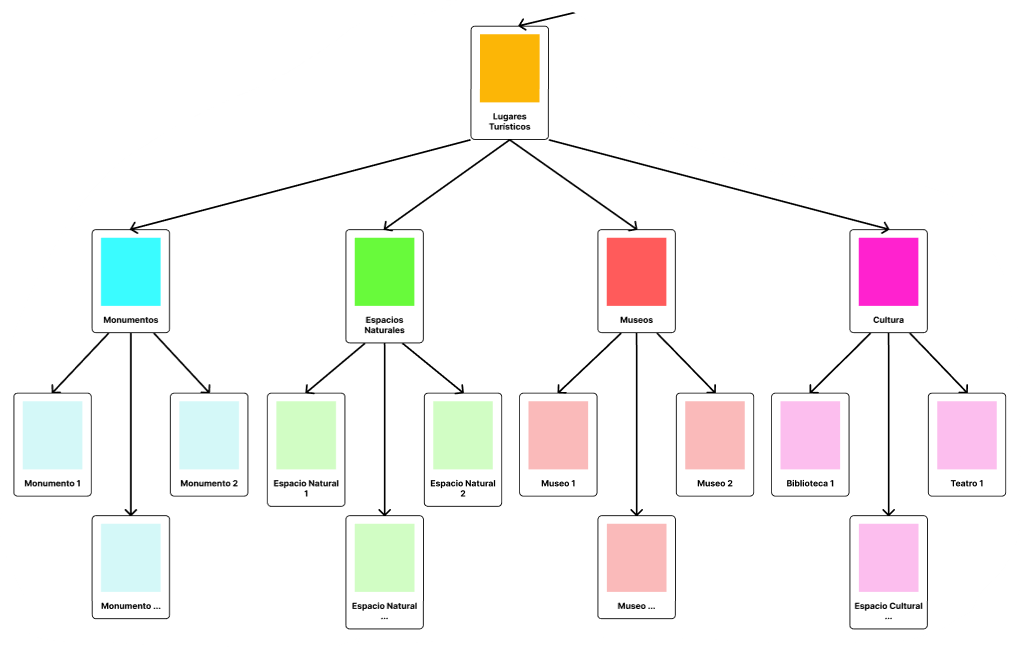 Lugares
Turísticos
Monumentos
Espacios
Naturales
Museos
Cultura
Monumento 1
Monumento 2
Espacio Natural
1
Espacio Natural
2
Museo 1
Museo 2
Biblioteca 1
Teatro 1
Monumento ...
Espacio Natural
...
Museo ...
Espacio Cultural
...